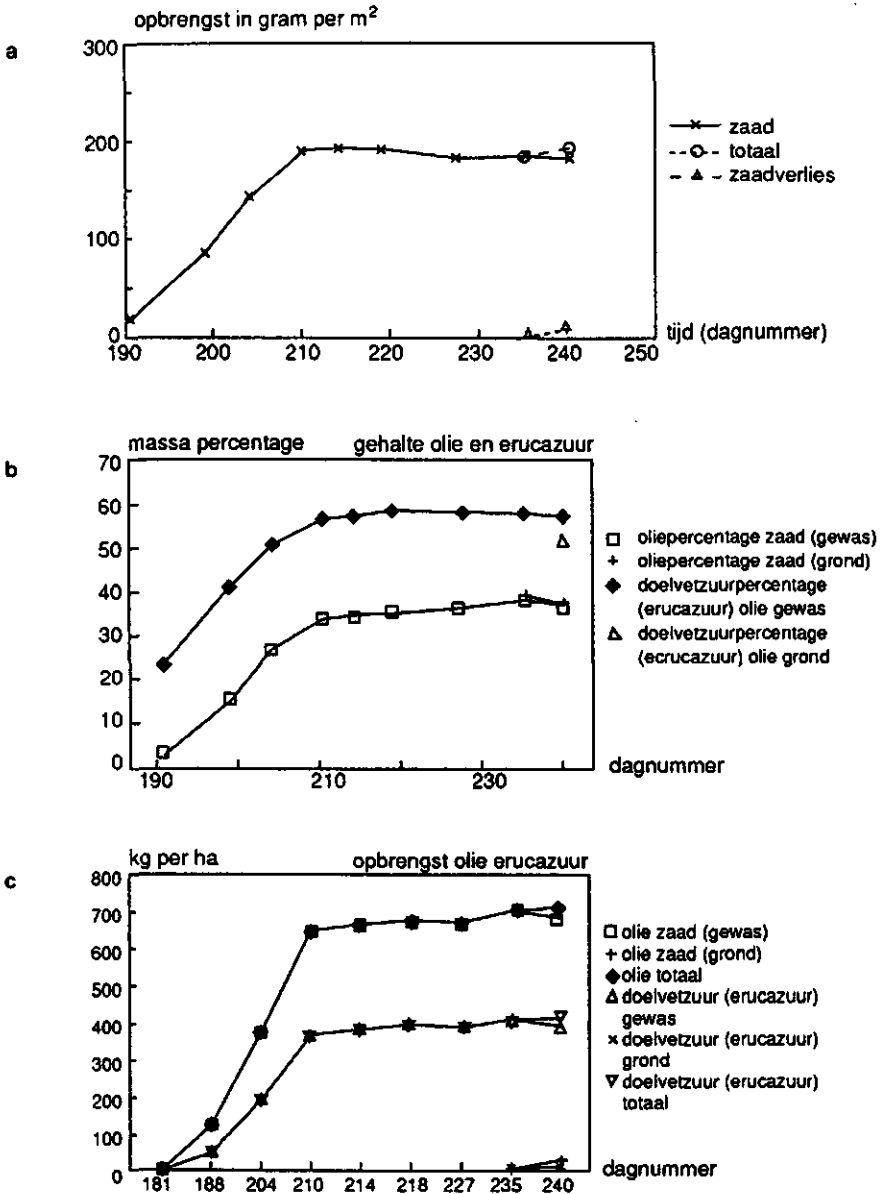 opbrengst in gram per m²
a
300
200
100
0
190 200 210 220 230 240 250
tijd (dagnummer)
zaad
totaal
zaadverlies
massa percentage gehalte olie en erucazuur
b
70
60
50
40
30
20
10
0
190 210 230
dagnummer
oliepercentage zaad (gewas)
oliepercentage zaad (grond)
doelvetzuurpercentage
(erucazuur) olie gewas
doelvetzuurpercentage
(ecrucazuur) olie grond
kg per ha opbrengst olie erucazuur
c
800
700
600
500
400
300
200
100
0
181 188 204 210 214 218 227 235 240
dagnummer
olie zaad (gewas)
olie zaad (grond)
olie totaal
doelvetzuur (erucazuur)
gewas
doelvetzuur (erucazuur)
grond
doelvetzuur (erucazuur)
totaal